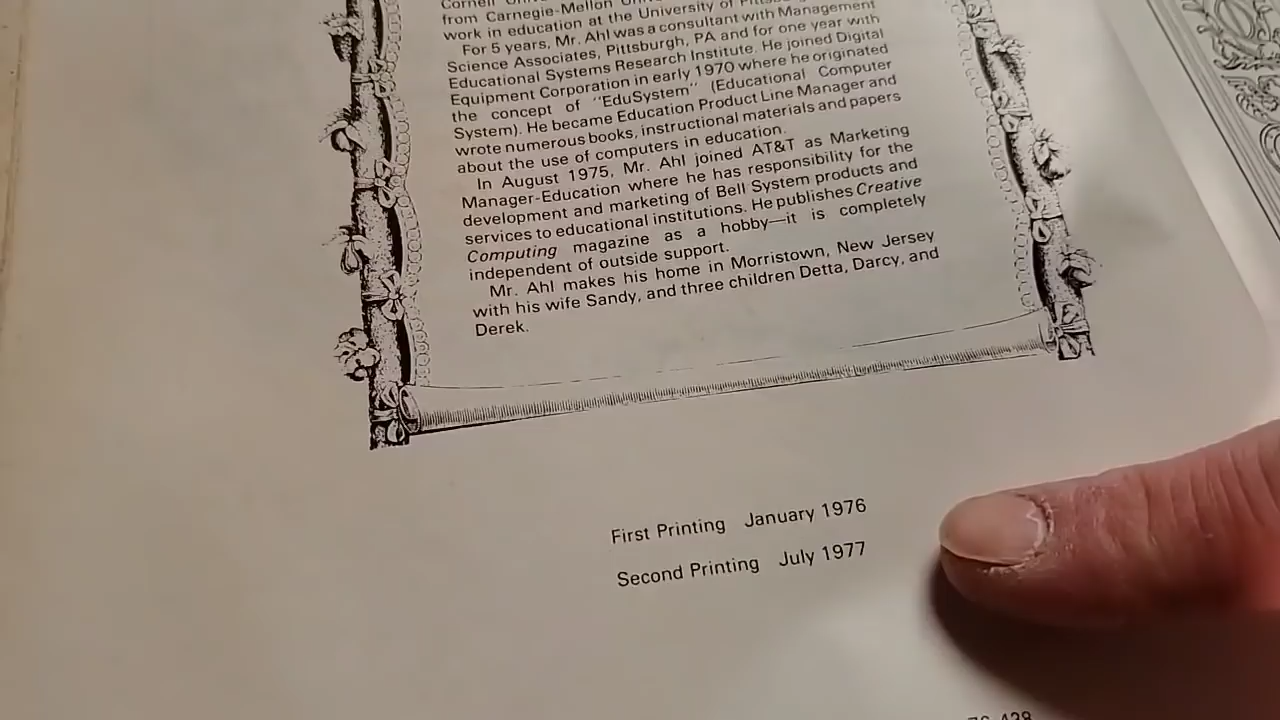 Cornell
from Carnegie-Mellon
work in education at the University of
For 5 years, Mr. Ahl was a consultant with Management
Science Associates, Pittsburgh, PA and for one year with
Educational Systems Research Institute. He joined Digital
Equipment Corporation in early 1970 where he originated
the concept of "EduSystem" (Educational Computer
System). He became Education Product Line Manager and
wrote numerous books, instructional materials and papers
about the use of computers in education.
In August 1975, Mr. Ahl joined AT&T as Marketing
Manager-Education where he has responsibility for the
development and marketing of Bell System products and
services to educational institutions. He publishes Creative
Computing magazine as a hobby—it is completely
independent of outside support.
Mr. Ahl makes his home in Morristown, New Jersey
with his wife Sandy, and three children Detta, Darcy, and
Derek.
First Printing January 1976
Second Printing July 1977